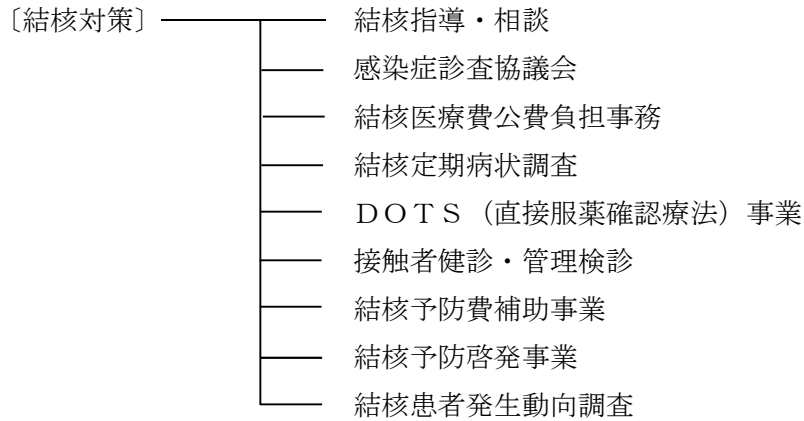 〔結核対策〕 結核指導・相談
感染症診査協議会
結核医療費公費負担事務
結核定期病状調査
ＤＯＴＳ（直接服薬確認療法）事業
接触者健診・管理検診
結核予防費補助事業
結核予防啓発事業
結核患者発生動向調査